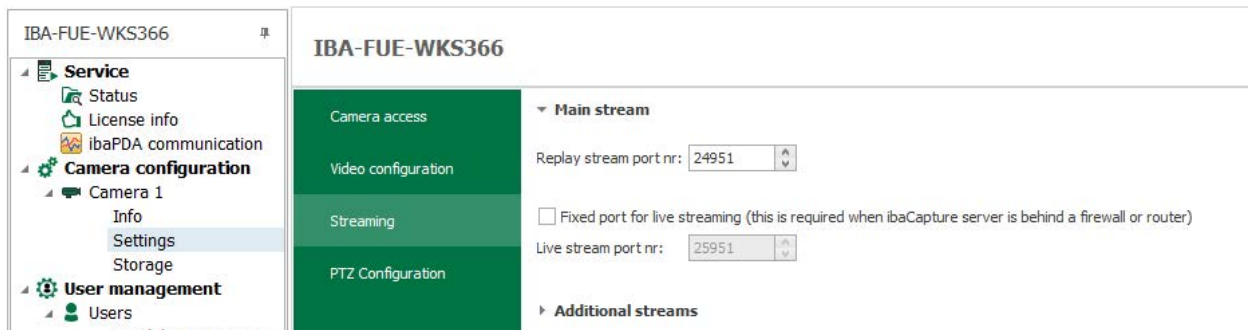 IBA-FUE-WKS366
Service
Status
License info
ibaPDA communication
Camera configuration
Camera 1
Info
Settings
Storage
User management
Users
IBA-FUE-WKS366
Camera access
Video configuration
Streaming
PTZ Configuration
Main stream
Replay stream port nr: 24951
Fixed port for live streaming (this is required when ibaCapture server is behind a firewall or router)
Live stream port nr: 25951
Additional streams